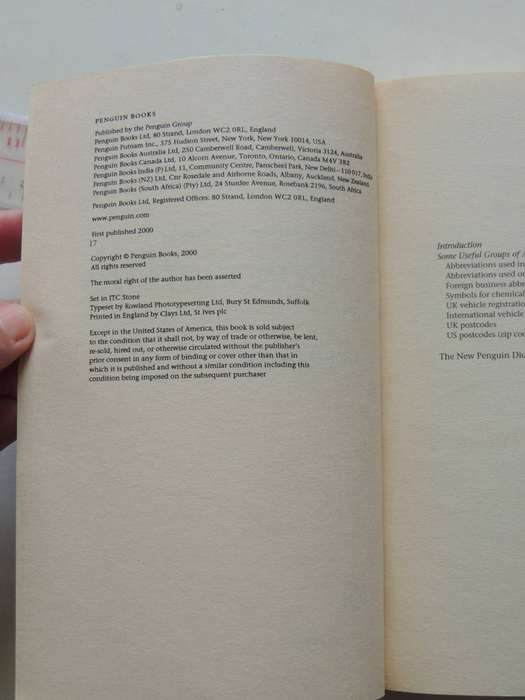 PENGUIN BOOKS
Published by the Penguin Group
Penguin Books Ltd, 80 Strand, London WC2 0RL, England
Penguin Putnam Inc., 375 Hudson Street, New York, New York 10014, USA
Penguin Books Australia Ltd, 250 Camberwell Road, Camberwell, Victoria 3124, Australia
Penguin Books Canada Ltd, 10 Alcorn Avenue, Toronto, Ontario, Canada M4V 3B2
Penguin Books India (P) Ltd, 11, Community Centre, Panscheel Park, New Delhi – 110 017, India
Penguin Books (NZ) Ltd, Cnr Rosedale and Airborne Roads, Albany, Auckland, New Zealand
Penguin Books (South Africa) (Pty) Ltd, 24 Sturdee Avenue, Rosebank 2196, South Africa
Penguin Books Ltd, Registered Offices: 80 Strand, London WC2 0RL, England
www.penguin.com
First published 2000
17
Copyright © Penguin Books, 2000
All rights reserved
The moral right of the author has been asserted
Set in ITC Stone
Typeset by Rowland Phototypesetting Ltd, Bury St Edmunds, Suffolk
Printed in England by Clays Ltd, St Ives plc
Except in the United States of America, this book is sold subject
to the condition that it shall not, by way of trade or otherwise, be lent,
re-sold, hired out, or otherwise circulated without the publisher's
prior consent in any form of binding or cover other than that in
which it is published and without a similar condition including this
condition being imposed on the subsequent purchaser
Introduction
Some Useful Groups of
Abbreviations used in
Abbreviations used
Foreign business abbre
Symbols for chemical
UK vehicle registratio
International vehicle
UK postcodes
US postcodes (zip co
The New Penguin Dic